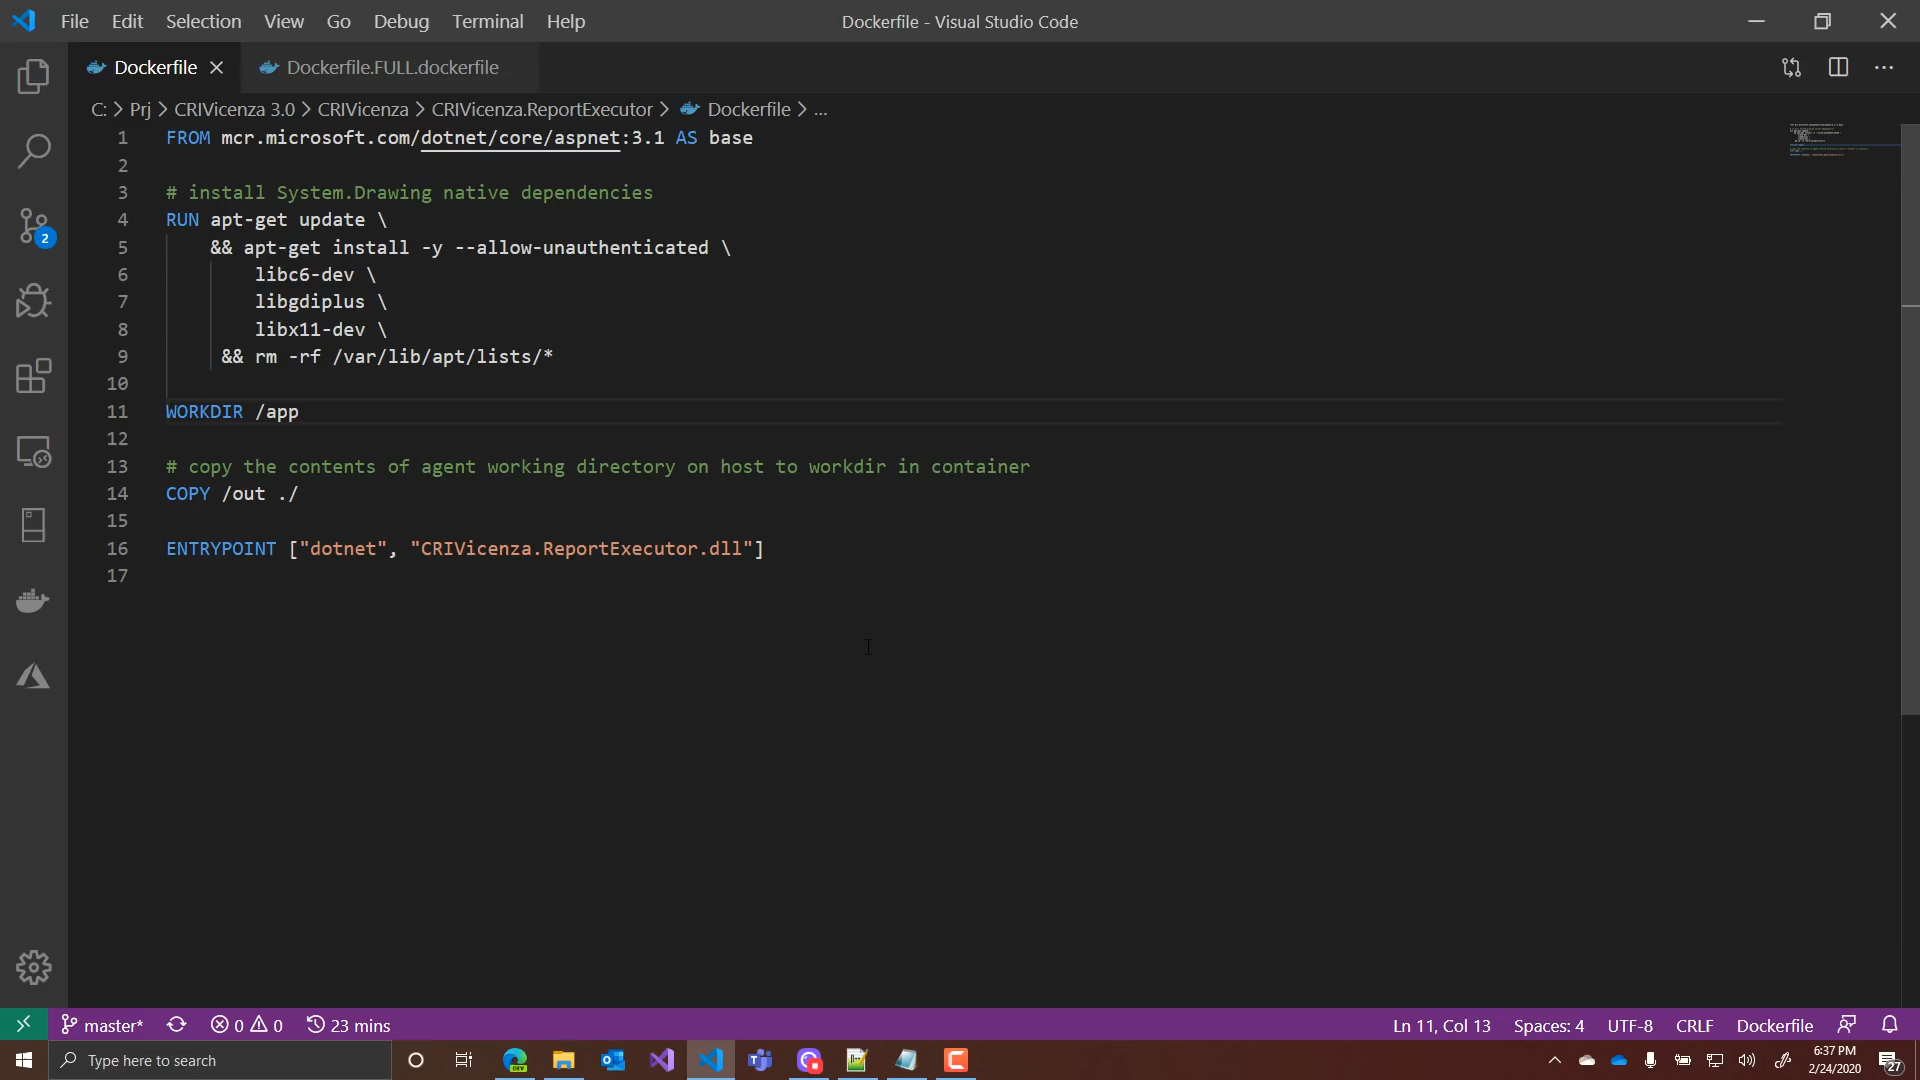 File Edit Selection View Go Debug Terminal Help
Dockerfile - Visual Studio Code
Dockerfile Dockerfile.FULL.dockerfile
C: > Prj > CRIVicenza 3.0 > CRIVicenza > CRIVicenza.ReportExecutor > Dockerfile > ...
1 FROM mcr.microsoft.com/dotnet/core/aspnet:3.1 AS base
2
3 # install System.Drawing native dependencies
4 RUN apt-get update \
5 && apt-get install -y --allow-unauthenticated \
6 libc6-dev \
7 libgdiplus \
8 libx11-dev \
9 && rm -rf /var/lib/apt/lists/*
10
11 WORKDIR /app
12
13 # copy the contents of agent working directory on host to workdir in container
14 COPY /out ./
15
16 ENTRYPOINT ["dotnet", "CRIVicenza.ReportExecutor.dll"]
17
2
master* 0 0 23 mins
Ln 11, Col 13 Spaces: 4 UTF-8 CRLF Dockerfile
Type here to search
DEV
6:37 PM
2/24/2020
27